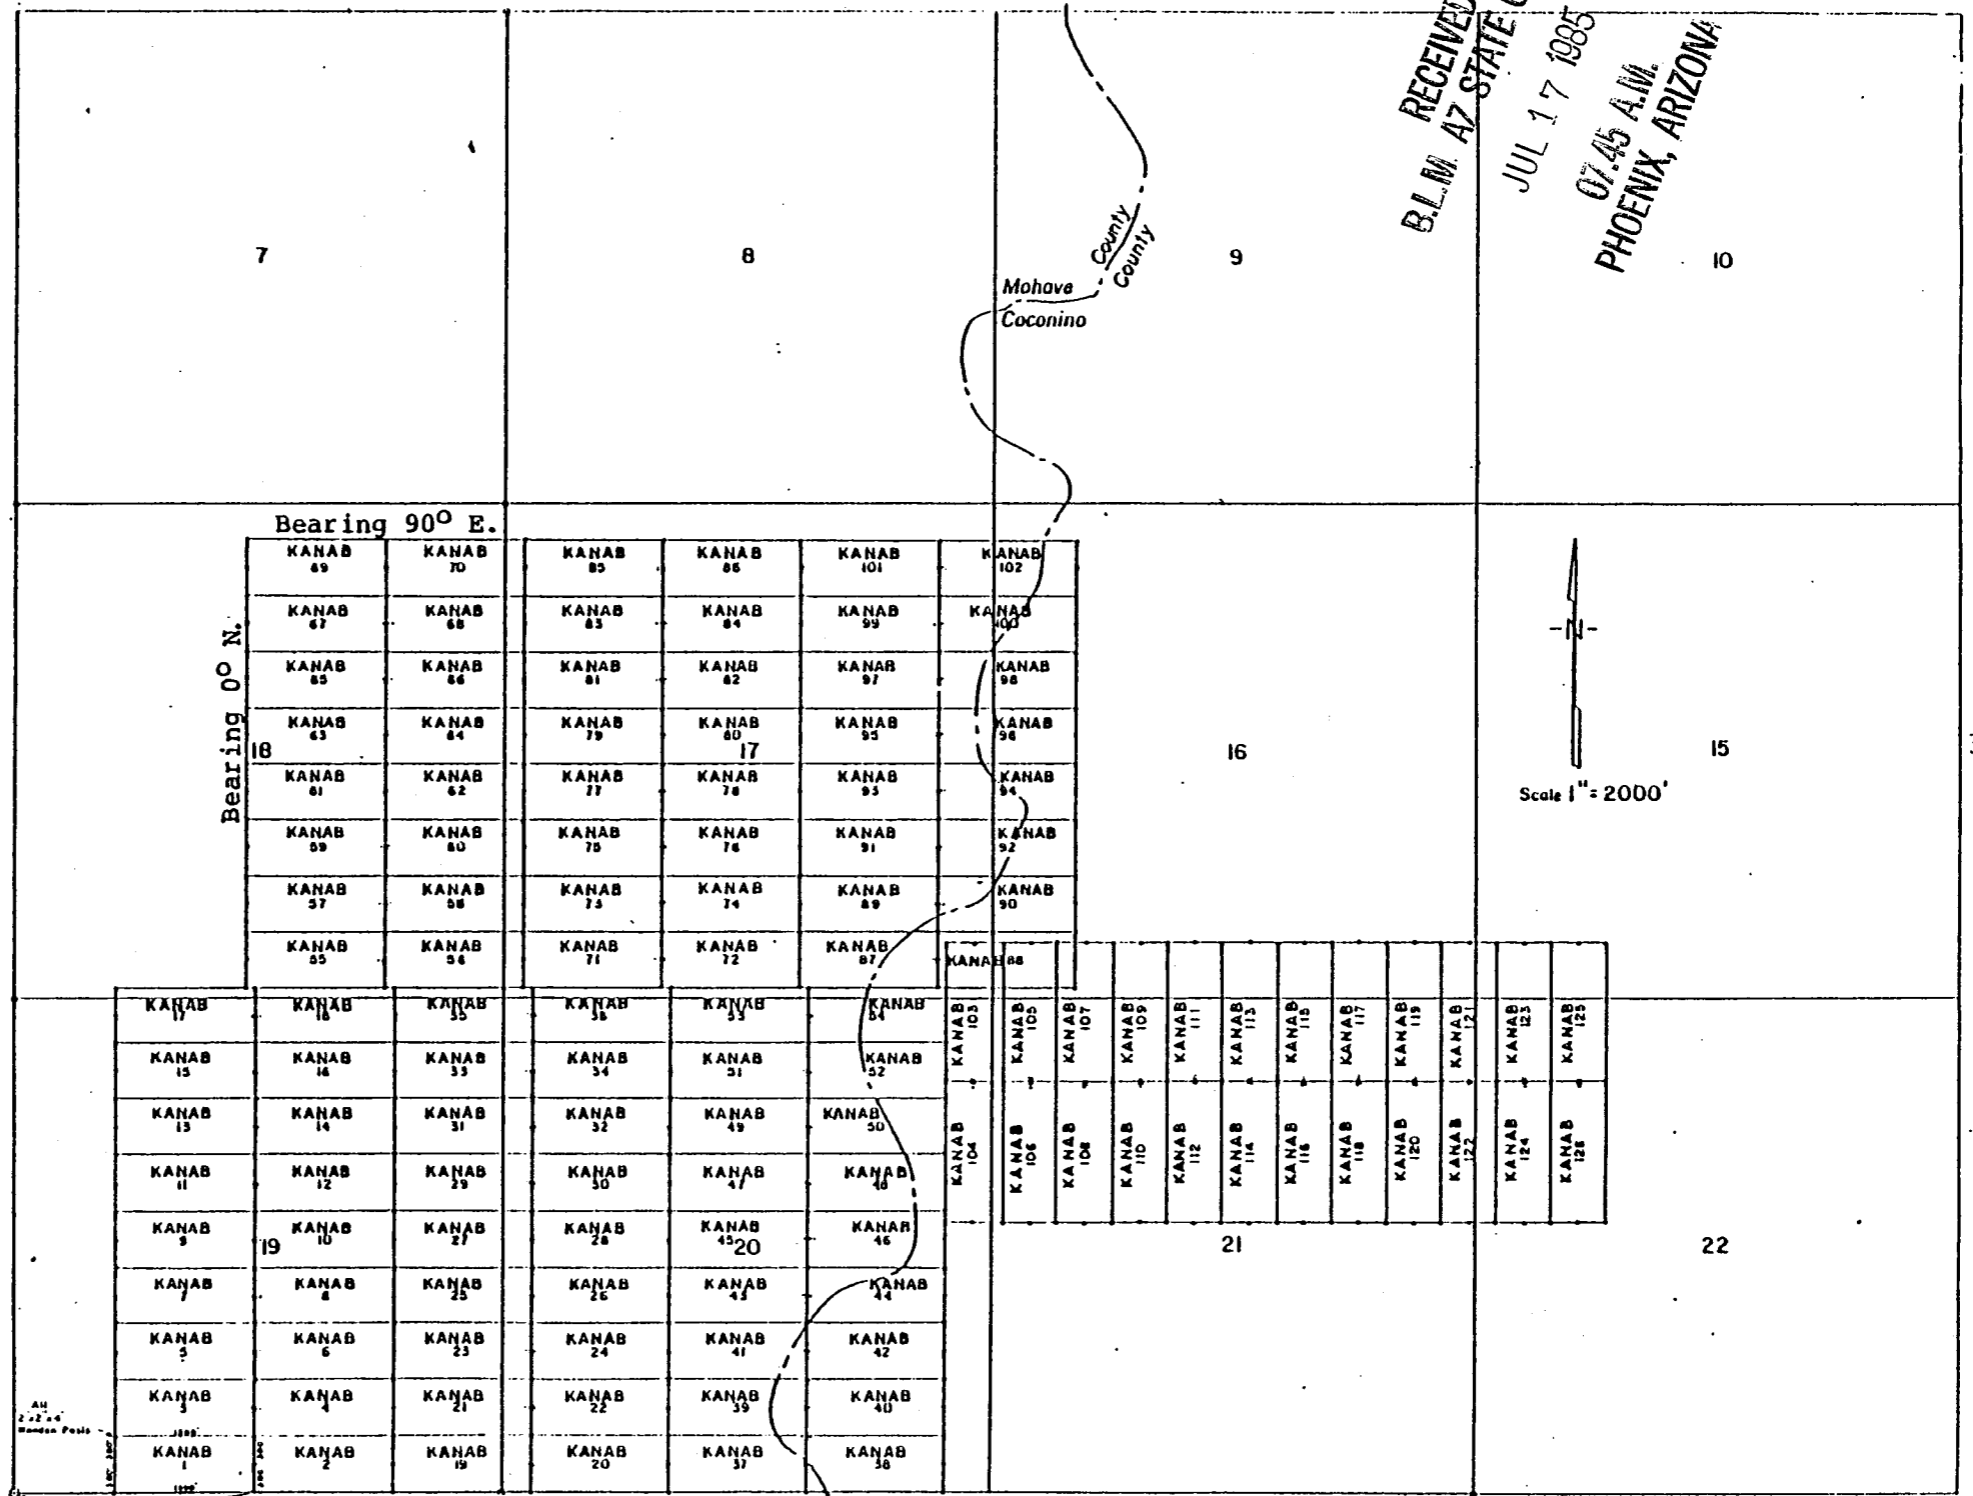 RECEIVED
B.L.M. AZ STATE
JUL 17 1985
07:45 A.M.
PHOENIX, ARIZONA
7
8
9
10
County
County
Mohave
Coconino
Bearing 90° E.
Bearing 0° N.
KANAB 69
KANAB 70
KANAB 85
KANAB 86
KANAB 101
KANAB 102
KANAB 67
KANAB 68
KANAB 83
KANAB 84
KANAB 99
KANAB 100
KANAB 65
KANAB 66
KANAB 81
KANAB 82
KANAB 97
KANAB 98
KANAB 63
KANAB 64
KANAB 79
KANAB 80
KANAB 95
KANAB 96
18
17
16
15
KANAB 61
KANAB 62
KANAB 77
KANAB 78
KANAB 93
KANAB 94
Scale 1" = 2000'
KANAB 59
KANAB 60
KANAB 75
KANAB 76
KANAB 91
KANAB 92
KANAB 57
KANAB 58
KANAB 73
KANAB 74
KANAB 89
KANAB 90
KANAB 55
KANAB 56
KANAB 71
KANAB 72
KANAB 87
KANAB 88
KANAB 17
KANAB 18
KANAB 35
KANAB 36
KANAB 53
KANAB 54
KANAB 103
KANAB 105
KANAB 107
KANAB 109
KANAB 111
KANAB 113
KANAB 115
KANAB 117
KANAB 119
KANAB 121
KANAB 123
KANAB 125
KANAB 15
KANAB 16
KANAB 33
KANAB 34
KANAB 51
KANAB 52
KANAB 13
KANAB 14
KANAB 31
KANAB 32
KANAB 49
KANAB 50
KANAB 104
KANAB 106
KANAB 108
KANAB 110
KANAB 112
KANAB 114
KANAB 116
KANAB 118
KANAB 120
KANAB 122
KANAB 124
KANAB 126
KANAB 11
KANAB 12
KANAB 29
KANAB 30
KANAB 47
KANAB 48
KANAB 9
KANAB 10
KANAB 27
KANAB 28
KANAB 45
KANAB 46
19
20
21
22
KANAB 7
KANAB 8
KANAB 25
KANAB 26
KANAB 43
KANAB 44
KANAB 5
KANAB 6
KANAB 23
KANAB 24
KANAB 41
KANAB 42
KANAB 3
KANAB 4
KANAB 21
KANAB 22
KANAB 39
KANAB 40
All
2"x2"x4'
Wooden Posts
KANAB 1
KANAB 2
KANAB 19
KANAB 20
KANAB 37
KANAB 38